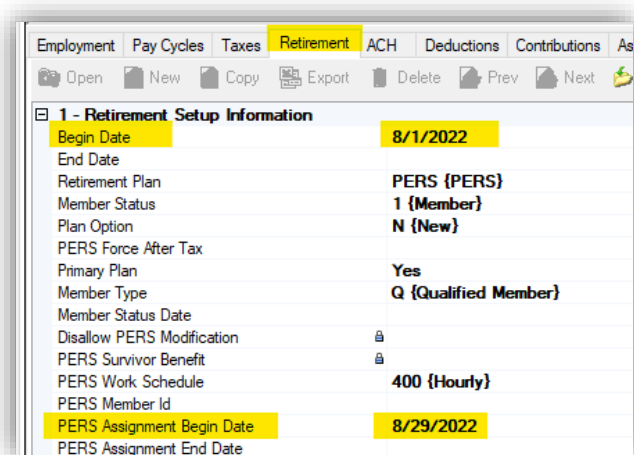 Employment Pay Cycles Taxes Retirement ACH Deductions Contributions As
Open New Copy Export Delete Prev Next
1 - Retirement Setup Information
Begin Date 8/1/2022
End Date
Retirement Plan PERS {PERS}
Member Status 1 {Member}
Plan Option N {New}
PERS Force After Tax
Primary Plan Yes
Member Type Q {Qualified Member}
Member Status Date
Disallow PERS Modification
PERS Survivor Benefit
PERS Work Schedule 400 {Hourly}
PERS Member Id
PERS Assignment Begin Date 8/29/2022
PERS Assignment End Date